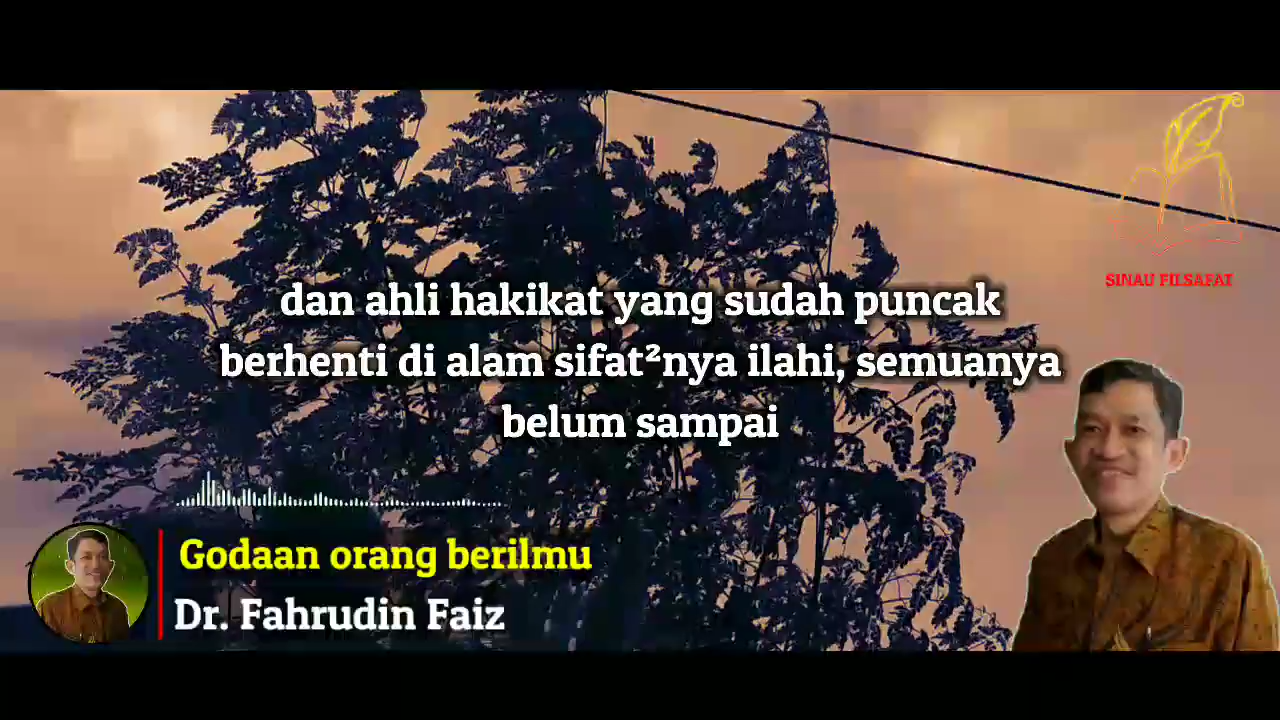 SINAU FILSAFAT
dan ahli hakikat yang sudah puncak
berhenti di alam sifat²nya ilahi, semuanya
belum sampai
Godaan orang berilmu
Dr. Fahrudin Faiz